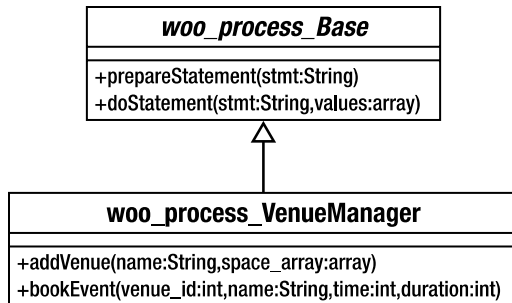 woo_process_Base
+prepareStatement(stmt:String)
+doStatement(stmt:String,values:array)
woo_process_VenueManager
+addVenue(name:String,space_array:array)
+bookEvent(venue_id:int,name:String,time:int,duration:int)